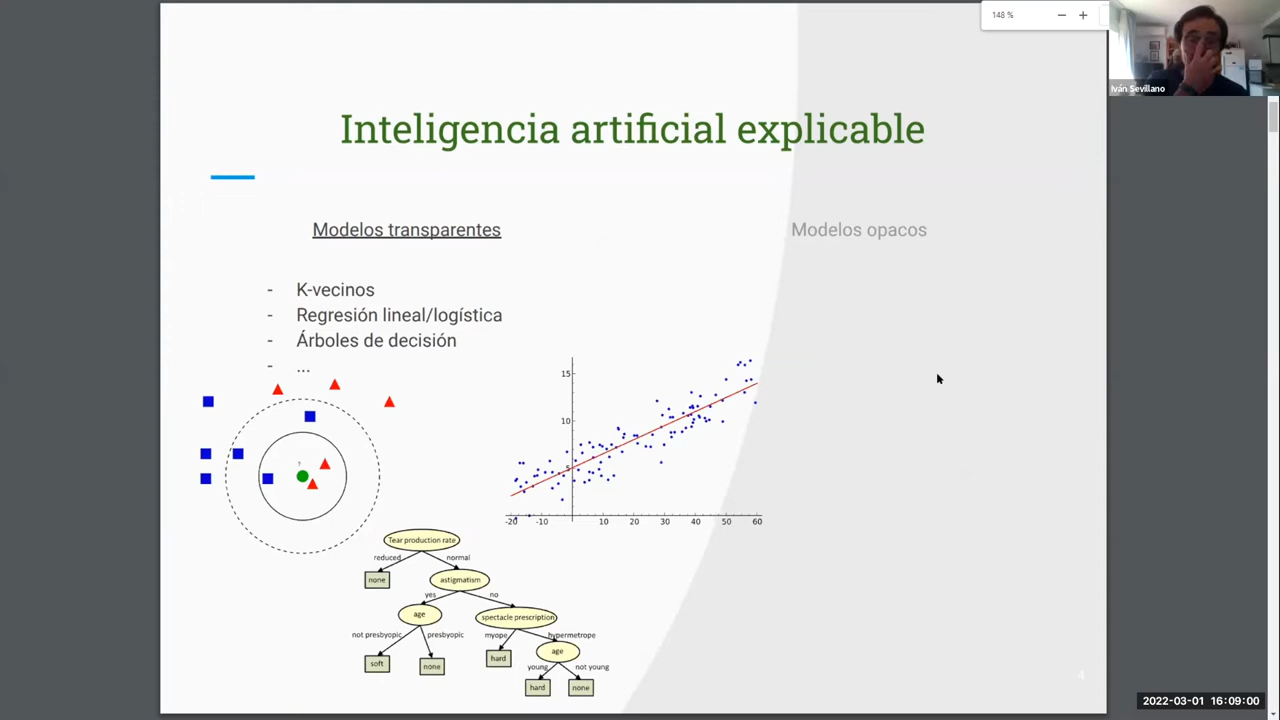 148 %
Iván Sevillano
Inteligencia artificial explicable
Modelos transparentes
Modelos opacos
- K-vecinos
- Regresión lineal/logística
- Árboles de decisión
- ...
?
15
10
5
-20 -10 10 20 30 40 50 60
Tear production rate
reduced normal
none
astigmatism
yes no
age
spectacle prescription
not presbyopic presbyopic
myope hypermetrope
soft
none
hard
age
young not young
hard
none
4
2022-03-01 16:09:00